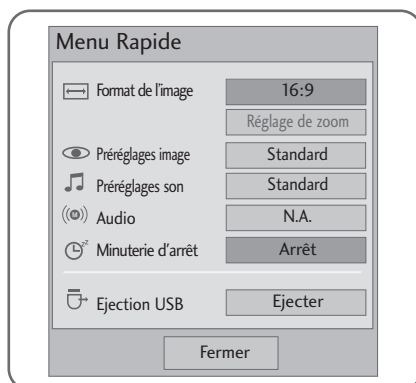 Menu Rapide
Format de l'image 16:9
Réglage de zoom
Préréglages image Standard
Préréglages son Standard
Audio N.A.
Minuterie d'arrêt Arrêt
Ejection USB Ejecter
Fermer